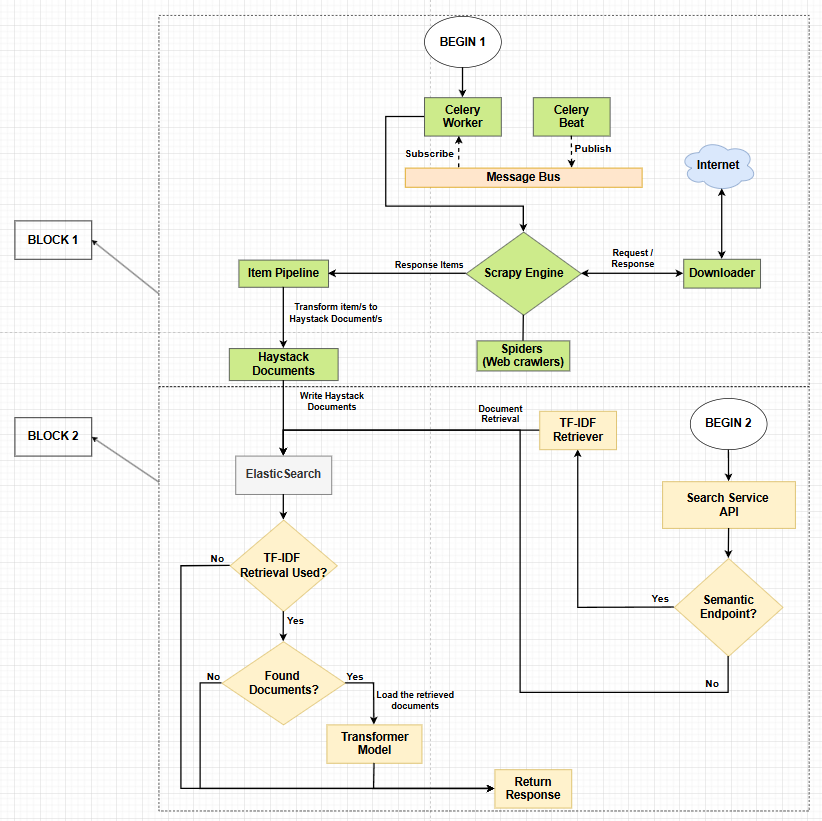 BEGIN 1
Celery
Worker
Celery
Beat
Subscribe
Publish
Message Bus
Internet
BLOCK 1
Item Pipeline
Response Items
Scrapy Engine
Request /
Response
Downloader
Transform item/s to
Haystack Document/s
Spiders
(Web crawlers)
Haystack
Documents
Write Haystack
Documents
Document
Retrieval
TF-IDF
Retriever
BEGIN 2
BLOCK 2
ElasticSearch
Search Service
API
TF-IDF
Retrieval Used?
No
Yes
Semantic
Endpoint?
Yes
No
Found
Documents?
No
Yes
Load the retrieved
documents
Transformer
Model
Return
Response